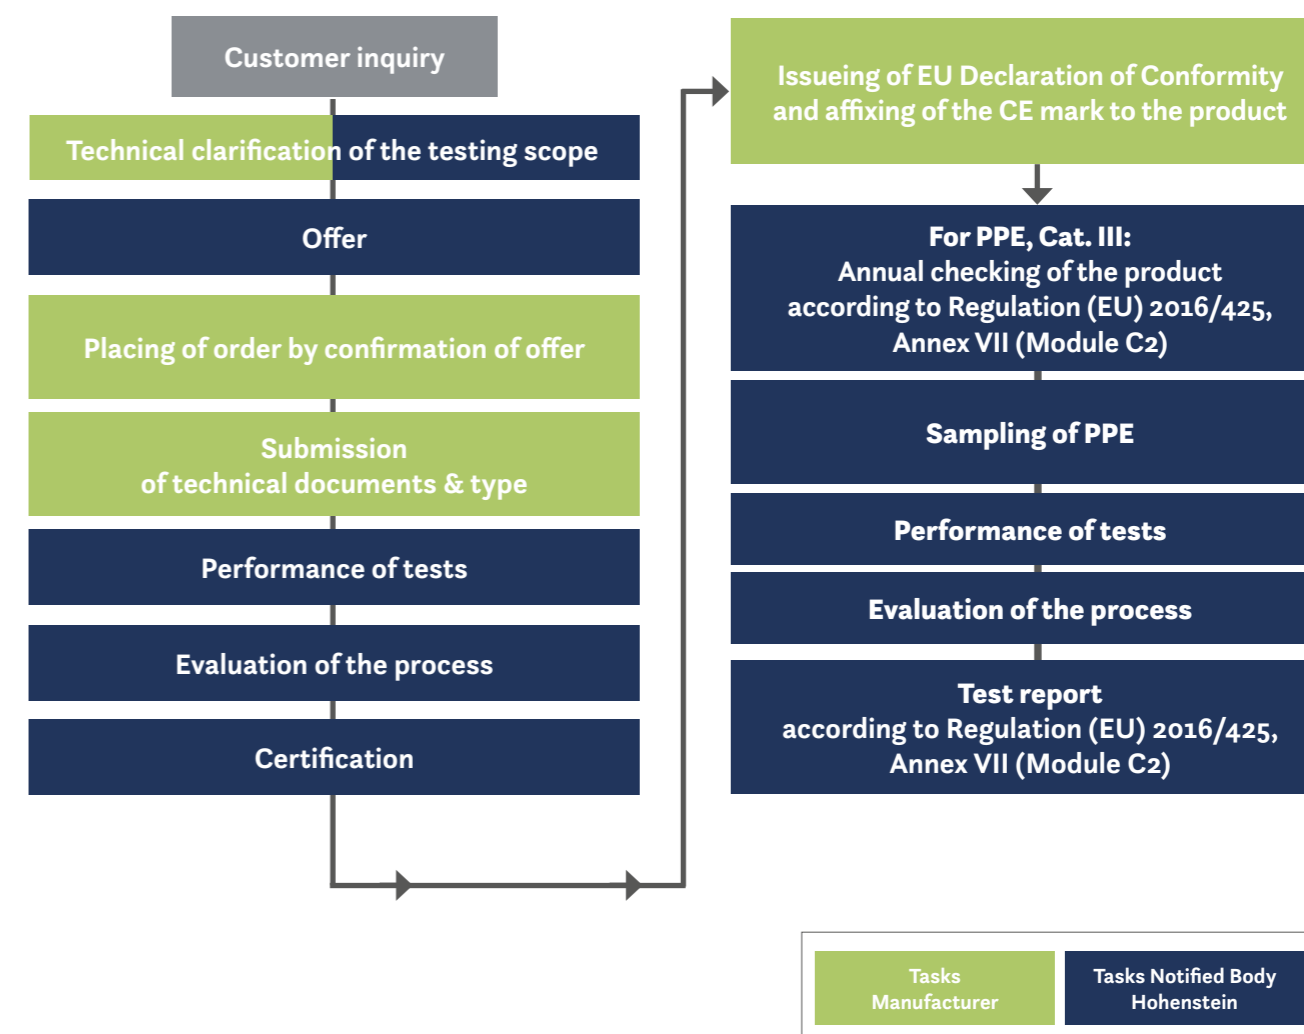 Customer inquiry
Technical clarification of the testing scope
Offer
Placing of order by confirmation of offer
Submission
of technical documents & type
Performance of tests
Evaluation of the process
Certification
Issueing of EU Declaration of Conformity
and affixing of the CE mark to the product
For PPE, Cat. III:
Annual checking of the product
according to Regulation (EU) 2016/425,
Annex VII (Module C2)
Sampling of PPE
Performance of tests
Evaluation of the process
Test report
according to Regulation (EU) 2016/425,
Annex VII (Module C2)
Tasks
Manufacturer
Tasks Notified Body
Hohenstein